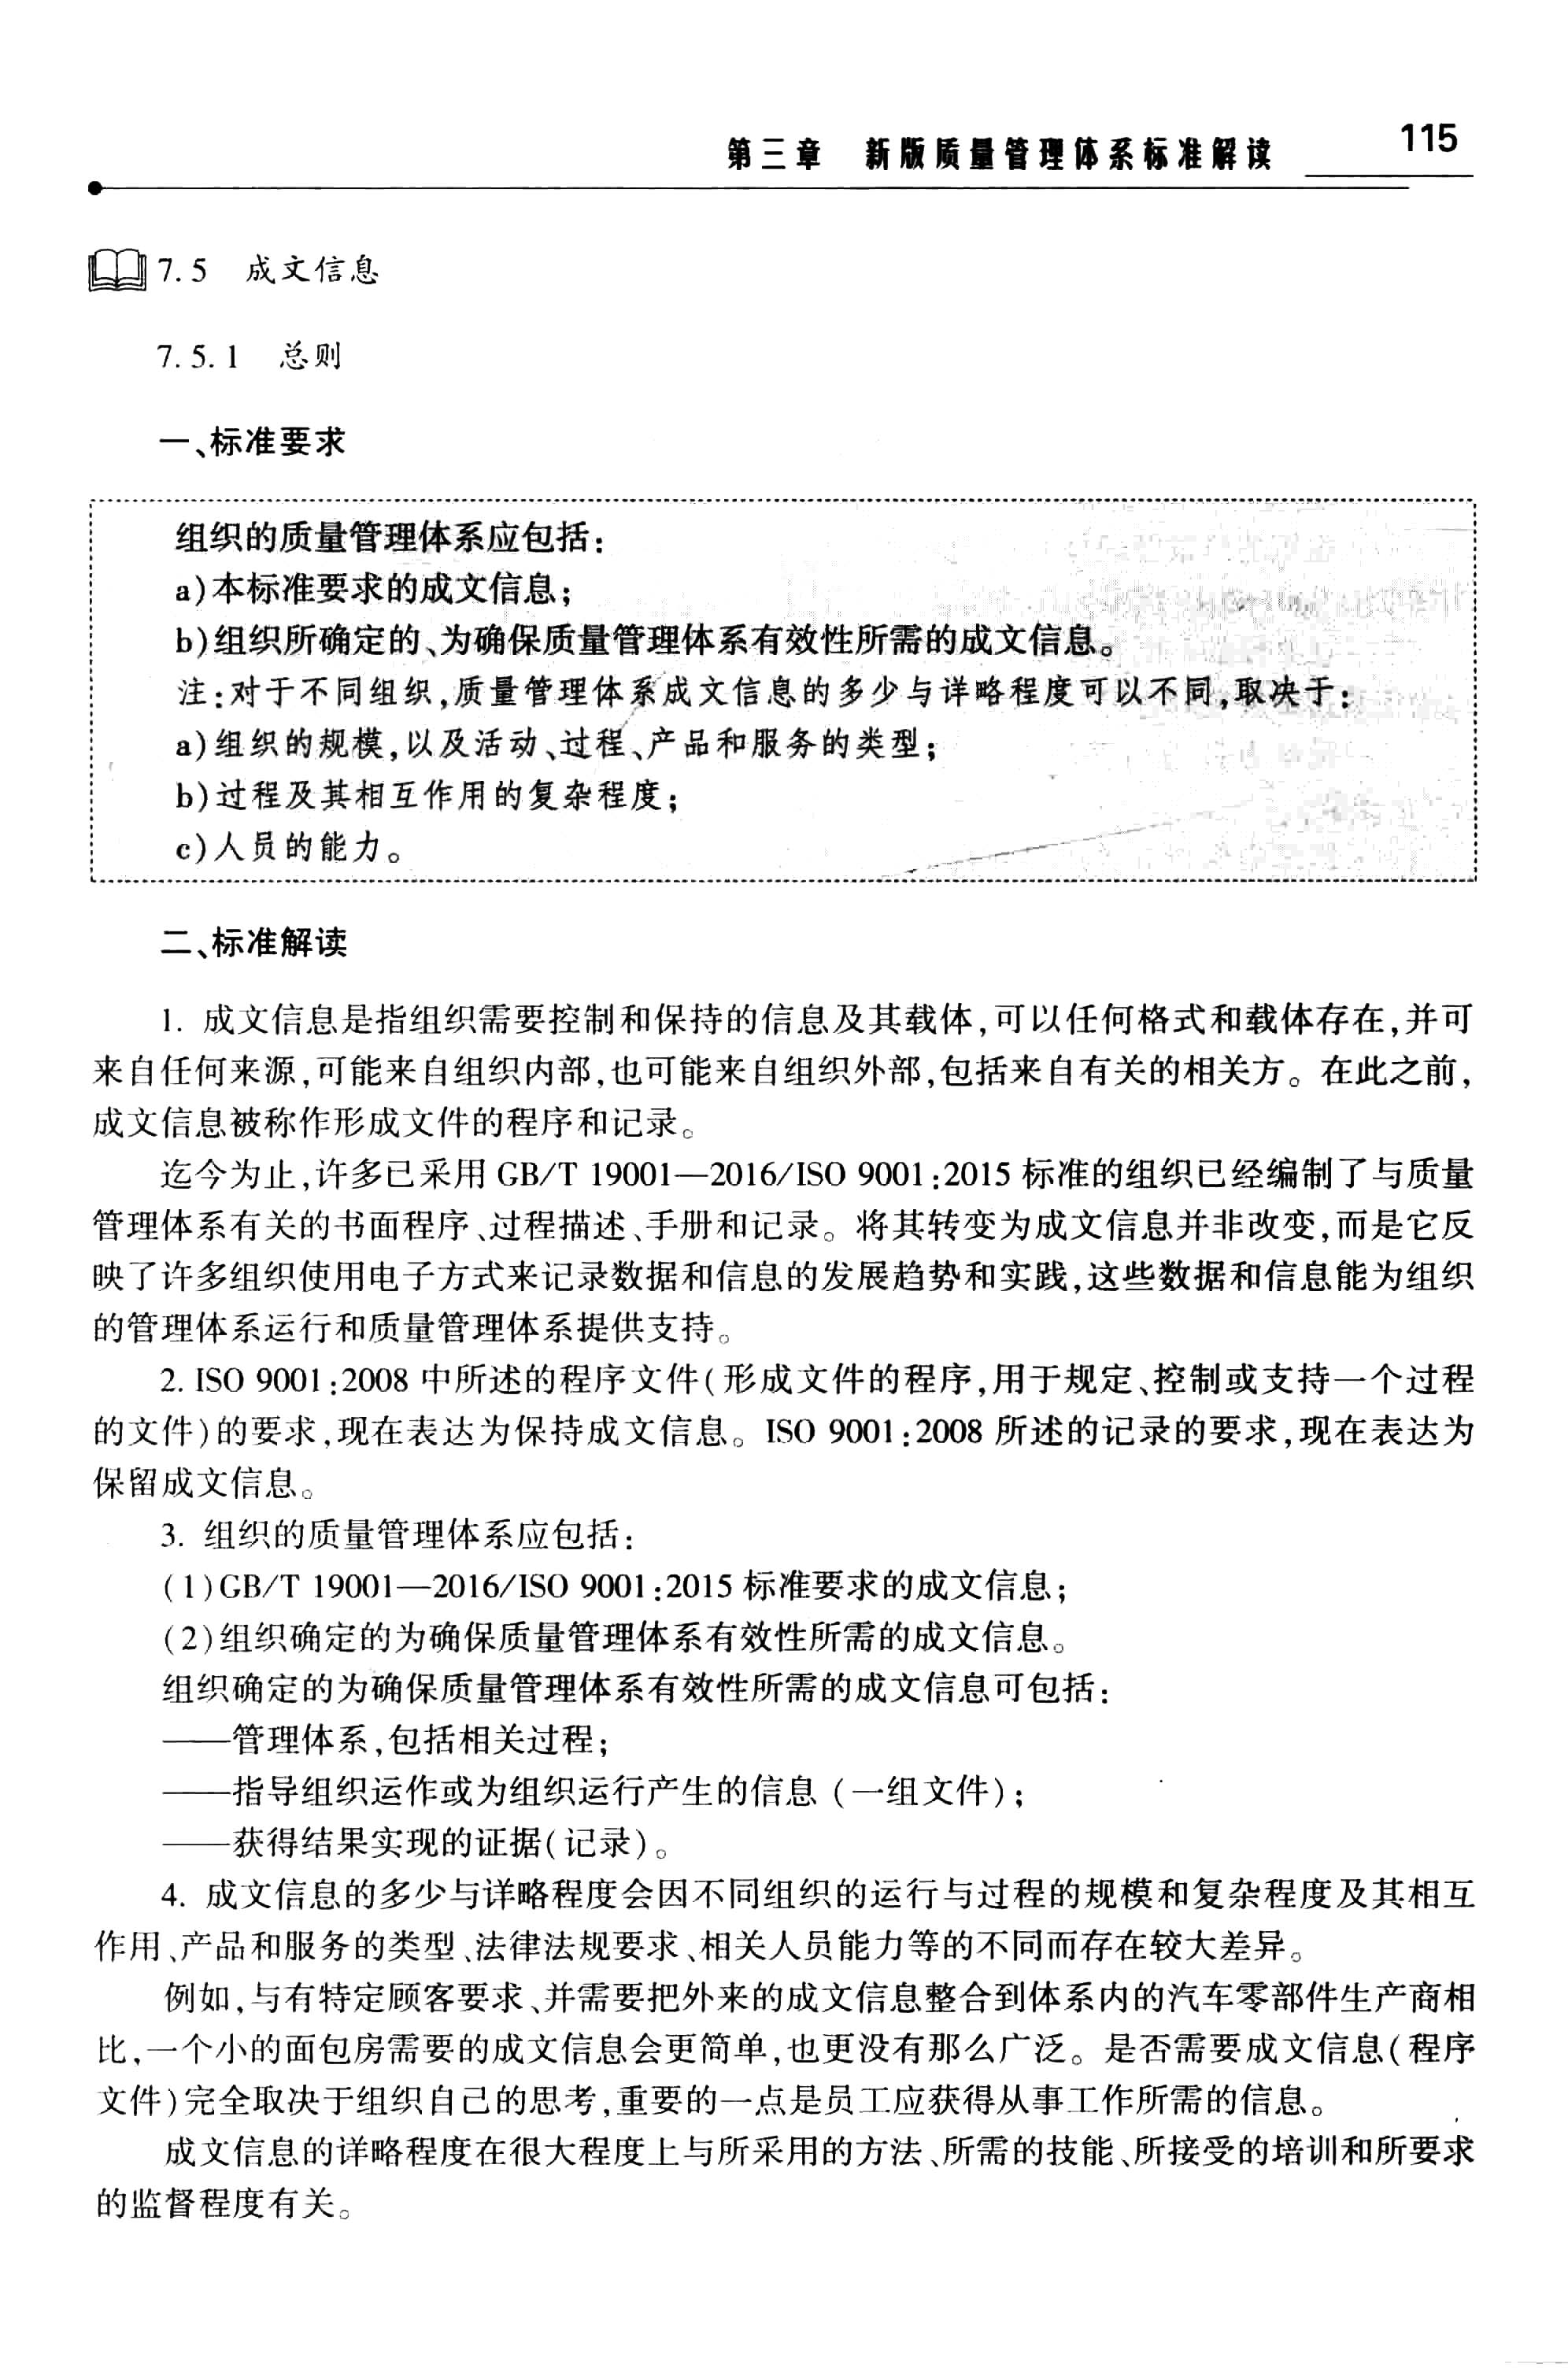 第三章 新版质量管理体系标准解读 115
7.5 成文信息
7.5.1 总则
一、标准要求
组织的质量管理体系应包括:
a)本标准要求的成文信息;
b)组织所确定的、为确保质量管理体系有效性所需的成文信息。
注:对于不同组织,质量管理体系成文信息的多少与详略程度可以不同,取决于:
a)组织的规模,以及活动、过程、产品和服务的类型;
b)过程及其相互作用的复杂程度;
c)人员的能力。
二、标准解读
1. 成文信息是指组织需要控制和保持的信息及其载体,可以任何格式和载体存在,并可
来自任何来源,可能来自组织内部,也可能来自组织外部,包括来自有关的相关方。在此之前,
成文信息被称作形成文件的程序和记录。
迄今为止,许多已采用 GB/T 19001—2016/ISO 9001:2015 标准的组织已经编制了与质量
管理体系有关的书面程序、过程描述、手册和记录。将其转变为成文信息并非改变,而是它反
映了许多组织使用电子方式来记录数据和信息的发展趋势和实践,这些数据和信息能为组织
的管理体系运行和质量管理体系提供支持。
2. ISO 9001:2008 中所述的程序文件(形成文件的程序,用于规定、控制或支持一个过程
的文件)的要求,现在表达为保持成文信息。ISO 9001:2008 所述的记录的要求,现在表达为
保留成文信息。
3. 组织的质量管理体系应包括:
(1)GB/T 19001—2016/ISO 9001:2015 标准要求的成文信息;
(2)组织确定的为确保质量管理体系有效性所需的成文信息。
组织确定的为确保质量管理体系有效性所需的成文信息可包括:
——管理体系,包括相关过程;
——指导组织运作或为组织运行产生的信息(一组文件);
——获得结果实现的证据(记录)。
4. 成文信息的多少与详略程度会因不同组织的运行与过程的规模和复杂程度及其相互
作用、产品和服务的类型、法律法规要求、相关人员能力等的不同而存在较大差异。
例如,与有特定顾客要求、并需要把外来的成文信息整合到体系内的汽车零部件生产商相
比,一个小的面包房需要的成文信息会更简单,也更没有那么广泛。是否需要成文信息(程序
文件)完全取决于组织自己的思考,重要的一点是员工应获得从事工作所需的信息。
成文信息的详略程度在很大程度上与所采用的方法、所需的技能、所接受的培训和所要求
的监督程度有关。